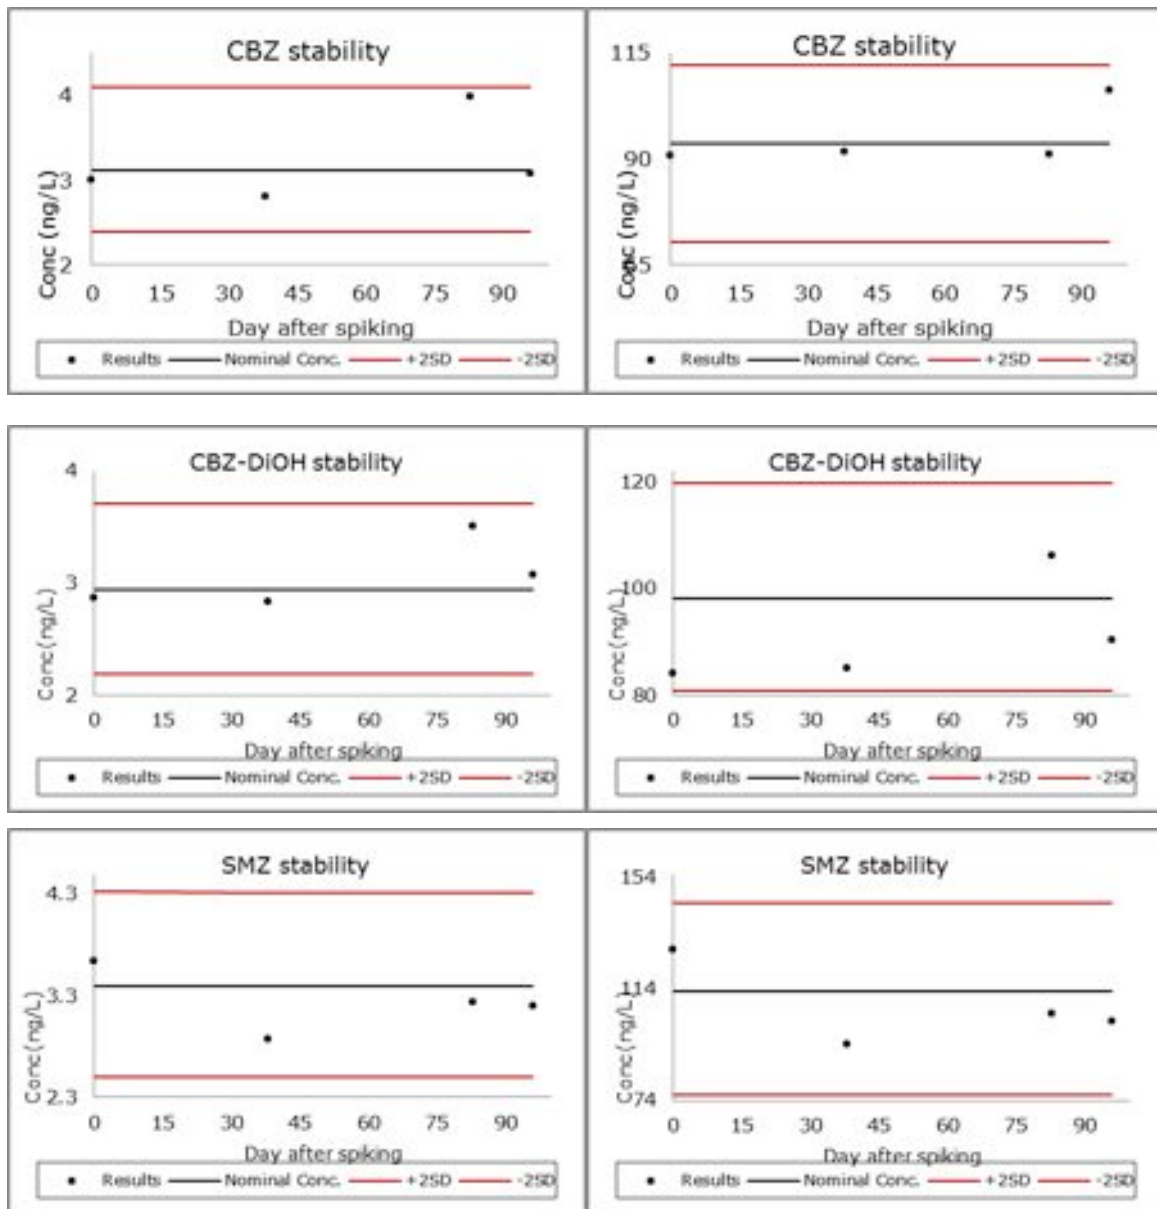 CBZ stability
4
3
2
Conc (ng/L)
0 15 30 45 60 75 90
Day after spiking
Results Nominal Conc. +2SD -2SD
CBZ stability
115
90
65
Conc (ng/L)
0 15 30 45 60 75 90
Day after spiking
Results Nominal Conc. +2SD -2SD
CBZ-DiOH stability
4
3
2
Conc(ng/L)
0 15 30 45 60 75 90
Day after spiking
Results Nominal Conc. +2SD -2SD
CBZ-DiOH stability
120
100
80
Conc(ng/L)
0 15 30 45 60 75 90
Day after spiking
Results Nominal Conc. +2SD -2SD
SMZ stability
4.3
3.3
2.3
Conc(ng/L)
0 15 30 45 60 75 90
Day after spiking
Results Nominal Conc. +2SD -2SD
SMZ stability
154
114
74
Conc(ng/L)
0 15 30 45 60 75 90
Day after spiking
Results Nominal Conc. +2SD -2SD